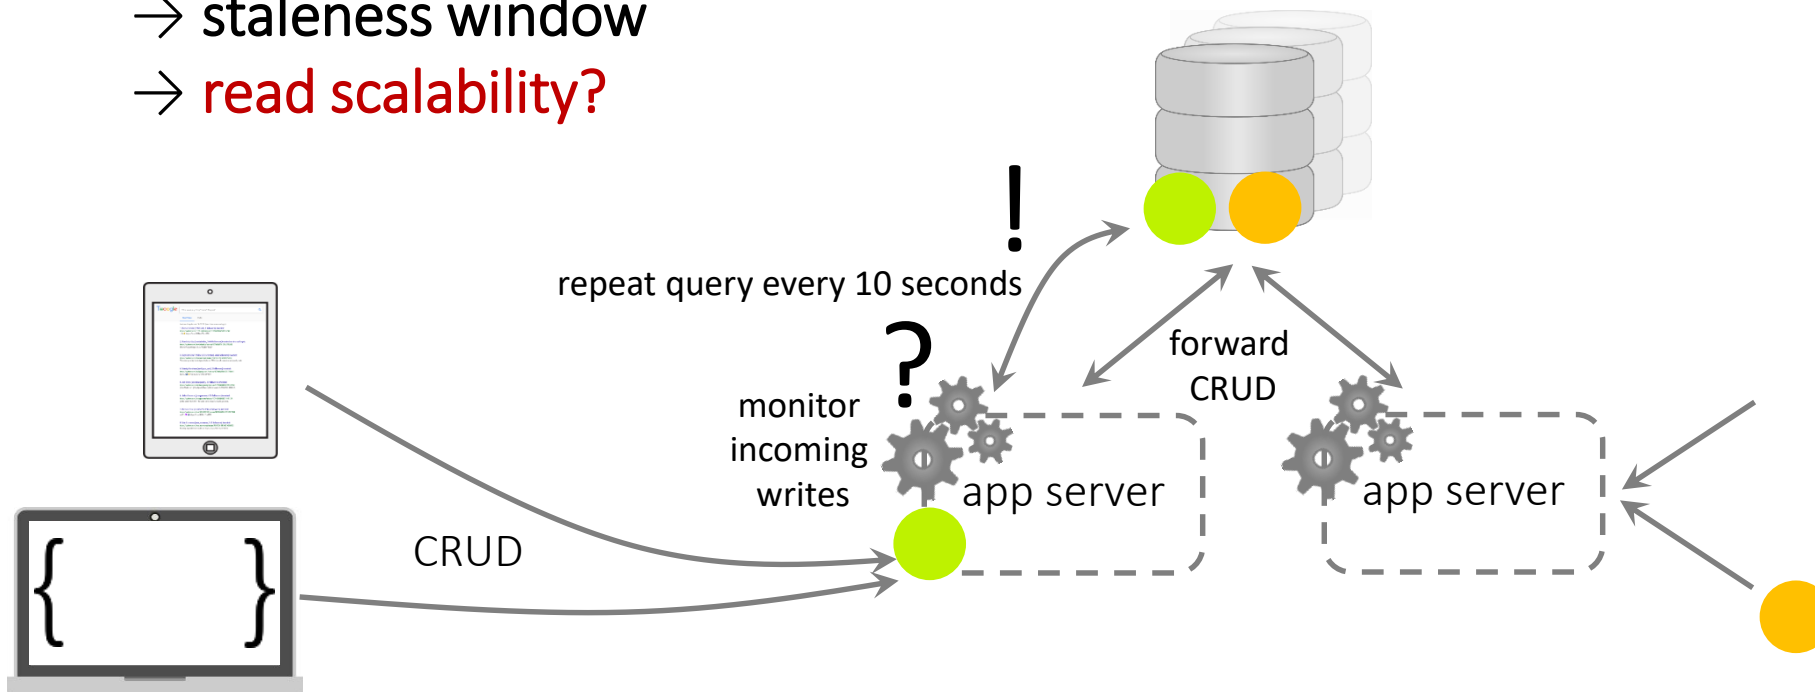 → staleness window
→ read scalability?
!
repeat query every 10 seconds
?
forward
CRUD
monitor
incoming
writes
app server
app server
CRUD
{ }